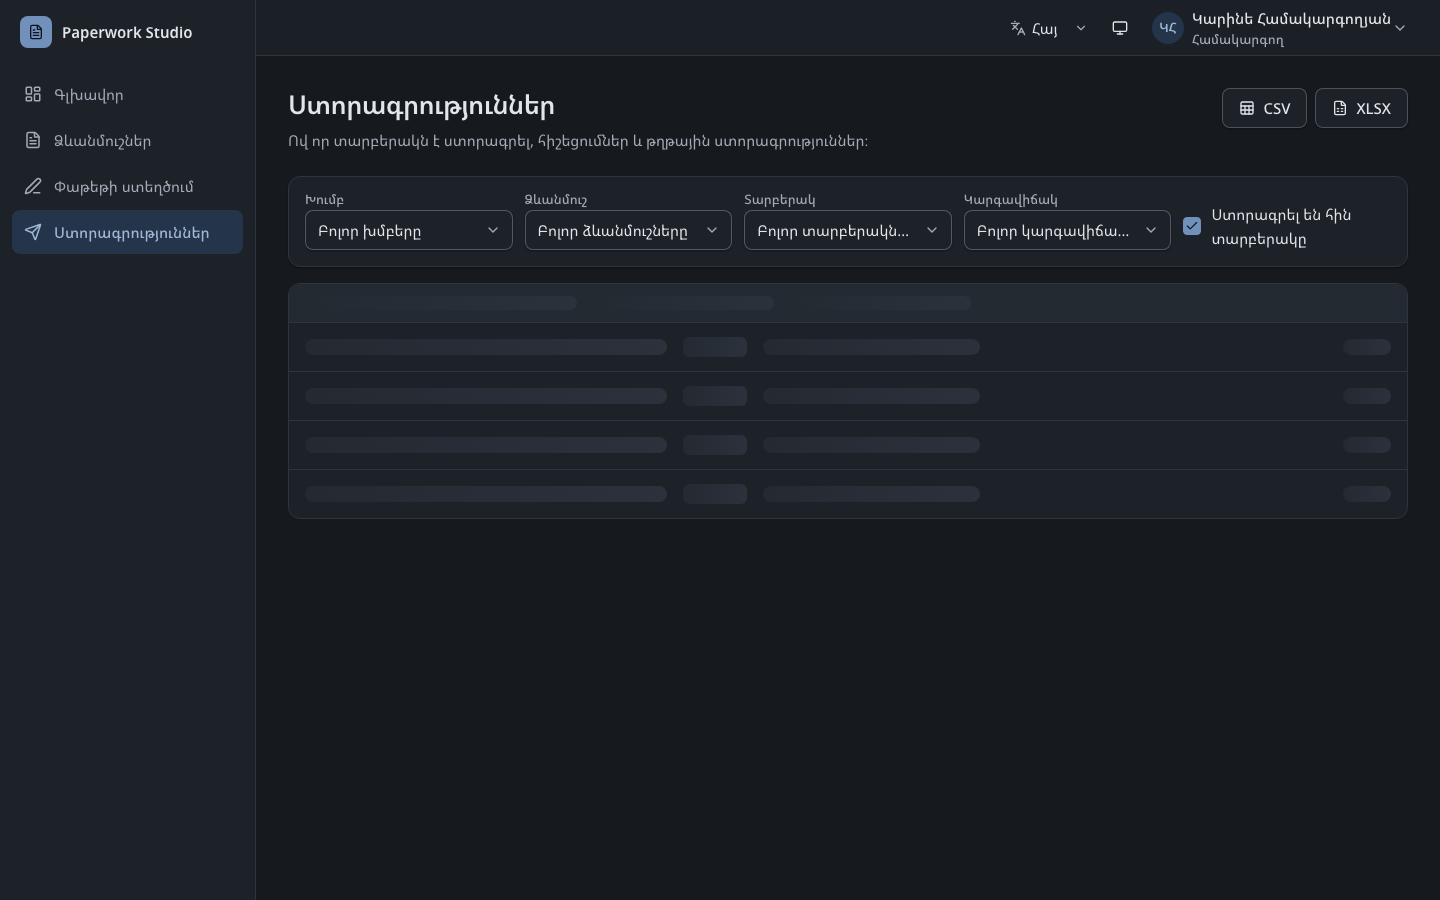 Paperwork Studio
Գլխավոր
Ձևանմուշներ
Փաթեթի ստեղծում
Ստորագրություններ
Հայ
ԿՀ
Կարինե Համակարգողյան
Համակարգող
Ստորագրություններ
Ով որ տարբերակն է ստորագրել, հիշեցումներ և թղթային ստորագրություններ։
CSV
XLSX
Խումբ
Ձևանմուշ
Տարբերակ
Կարգավիճակ
Բոլոր խմբերը
Բոլոր ձևանմուշները
Բոլոր տարբերակն...
Բոլոր կարգավիճա...
Ստորագրել են հին
տարբերակը